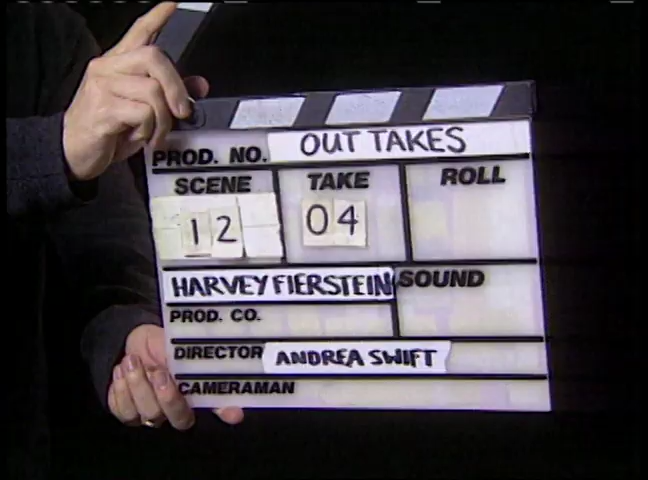 PROD. NO. OUT TAKES
SCENE TAKE ROLL
12 04
HARVEY FIERSTEIN SOUND
PROD. CO.
DIRECTOR ANDREA SWIFT
CAMERAMAN